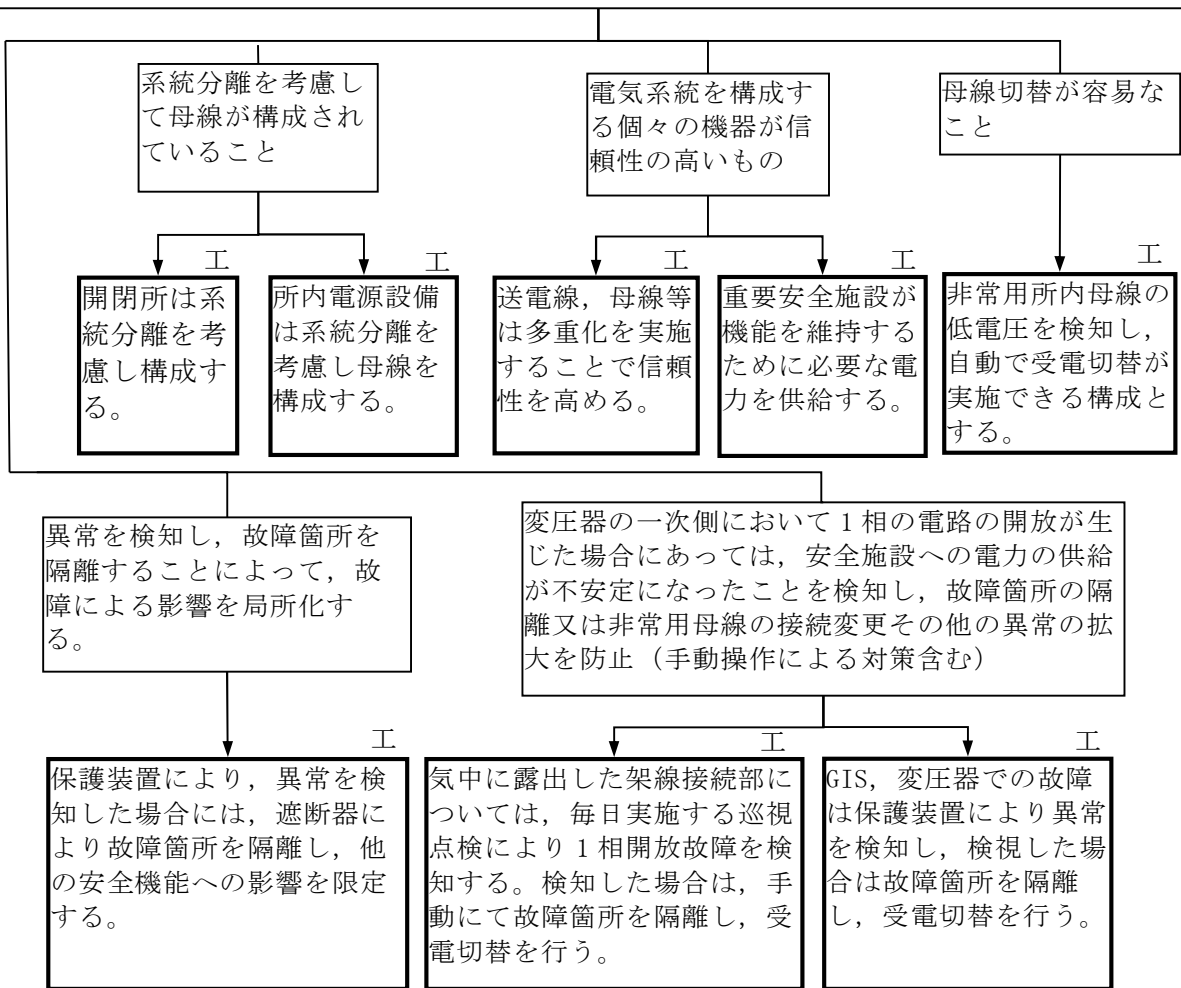 系統分離を考慮し
て母線が構成され
ていること
電気系統を構成す
る個々の機器が信
頼性の高いもの
母線切替が容易な
こと
工
開閉所は系
統分離を考
慮し構成す
る。
工
所内電源設備
は系統分離を
考慮し母線を
構成する。
工
送電線，母線等
は多重化を実施
することで信頼
性を高める。
工
重要安全施設が
機能を維持する
ために必要な電
力を供給する。
工
非常用所内母線の
低電圧を検知し，
自動で受電切替が
実施できる構成と
する。
異常を検知し，故障箇所を
隔離することによって，故
障による影響を局所化す
る。
変圧器の一次側において１相の電路の開放が生
じた場合にあっては，安全施設への電力の供給
が不安定になったことを検知し，故障箇所の隔
離又は非常用母線の接続変更その他の異常の拡
大を防止（手動操作による対策含む）
工
保護装置により，異常を検
知した場合には，遮断器に
より故障箇所を隔離し，他
の安全機能への影響を限定
する。
工
気中に露出した架線接続部に
ついては，毎日実施する巡視
点検により１相開放故障を検
知する。検知した場合は，手
動にて故障箇所を隔離し，受
電切替を行う。
工
GIS，変圧器での故障
は保護装置により異常
を検知し，検視した場
合は故障箇所を隔離
し，受電切替を行う。